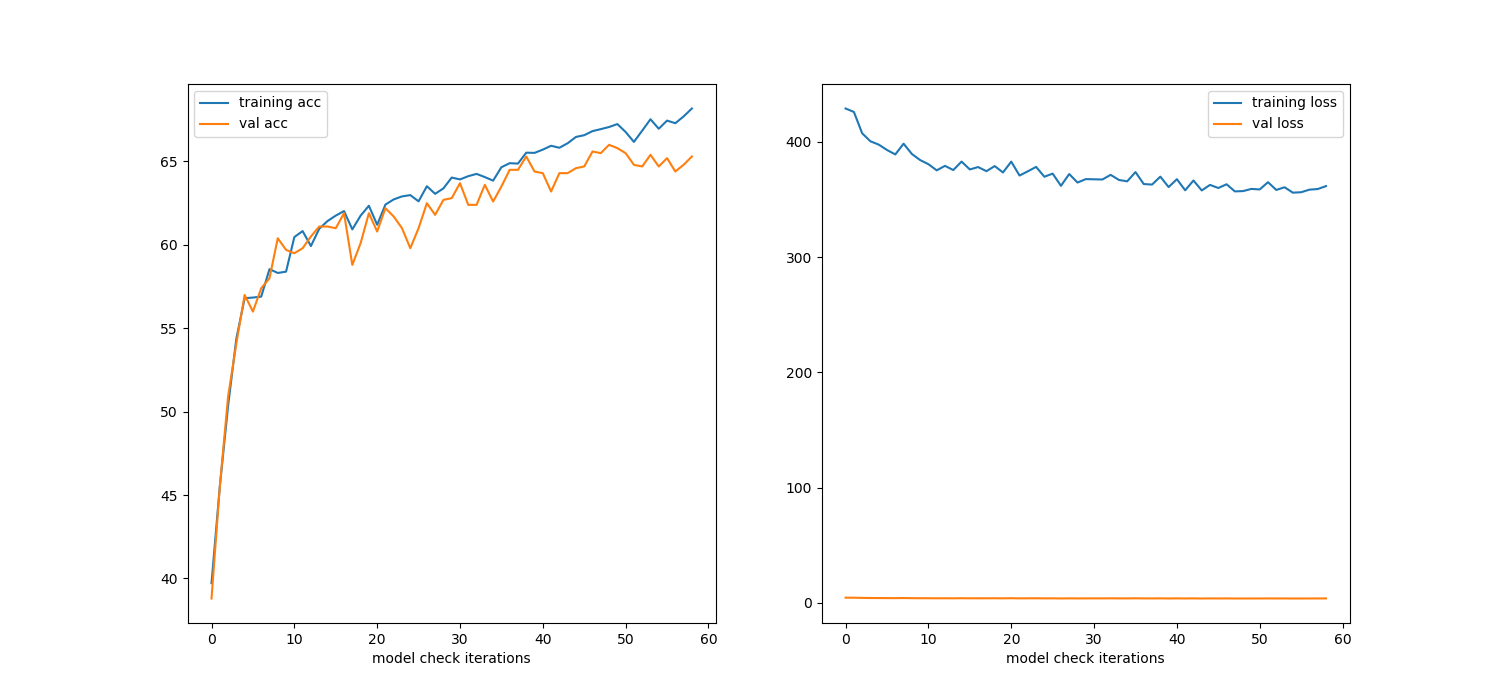 training acc
val acc
65
60
55
50
45
40
0 10 20 30 40 50 60
model check iterations
training loss
val loss
400
300
200
100
0
0 10 20 30 40 50 60
model check iterations